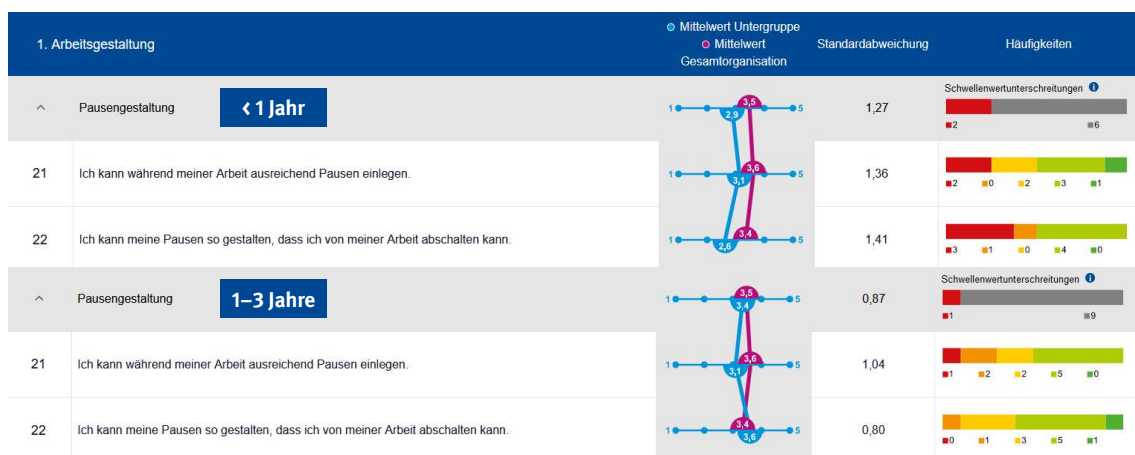 1. Arbeitsgestaltung
Mittelwert Untergruppe
Mittelwert
Gesamtorganisation
Standardabweichung
Häufigkeiten
Pausengestaltung
< 1 Jahr
1 2,9 3,5 5
1,27
Schwellenwertunterschreitungen i
2 6
21
Ich kann während meiner Arbeit ausreichend Pausen einlegen.
1 3,1 3,6 5
1,36
2 0 2 3 1
22
Ich kann meine Pausen so gestalten, dass ich von meiner Arbeit abschalten kann.
1 2,6 3,4 5
1,41
3 1 0 4 0
Pausengestaltung
1–3 Jahre
1 3,5 3,4 5
0,87
Schwellenwertunterschreitungen i
1 9
21
Ich kann während meiner Arbeit ausreichend Pausen einlegen.
1 3,1 3,6 5
1,04
1 2 2 5 0
22
Ich kann meine Pausen so gestalten, dass ich von meiner Arbeit abschalten kann.
1 3,4 3,6 5
0,80
0 1 3 5 1